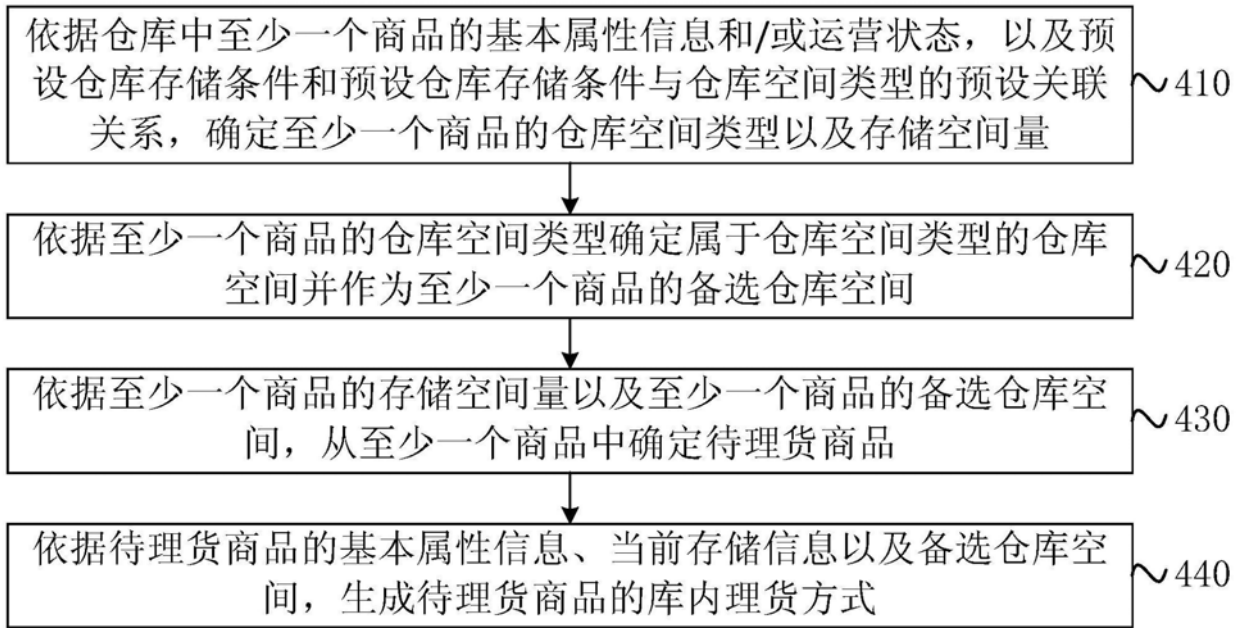 依据仓库中至少一个商品的基本属性信息和/或运营状态，以及预
设仓库存储条件和预设仓库存储条件与仓库空间类型的预设关联
关系，确定至少一个商品的仓库空间类型以及存储空间量
410
依据至少一个商品的仓库空间类型确定属于仓库空间类型的仓库
空间并作为至少一个商品的备选仓库空间
420
依据至少一个商品的存储空间量以及至少一个商品的备选仓库空
间，从至少一个商品中确定待理货商品
430
依据待理货商品的基本属性信息、当前存储信息以及备选仓库空
间，生成待理货商品的库内理货方式
440